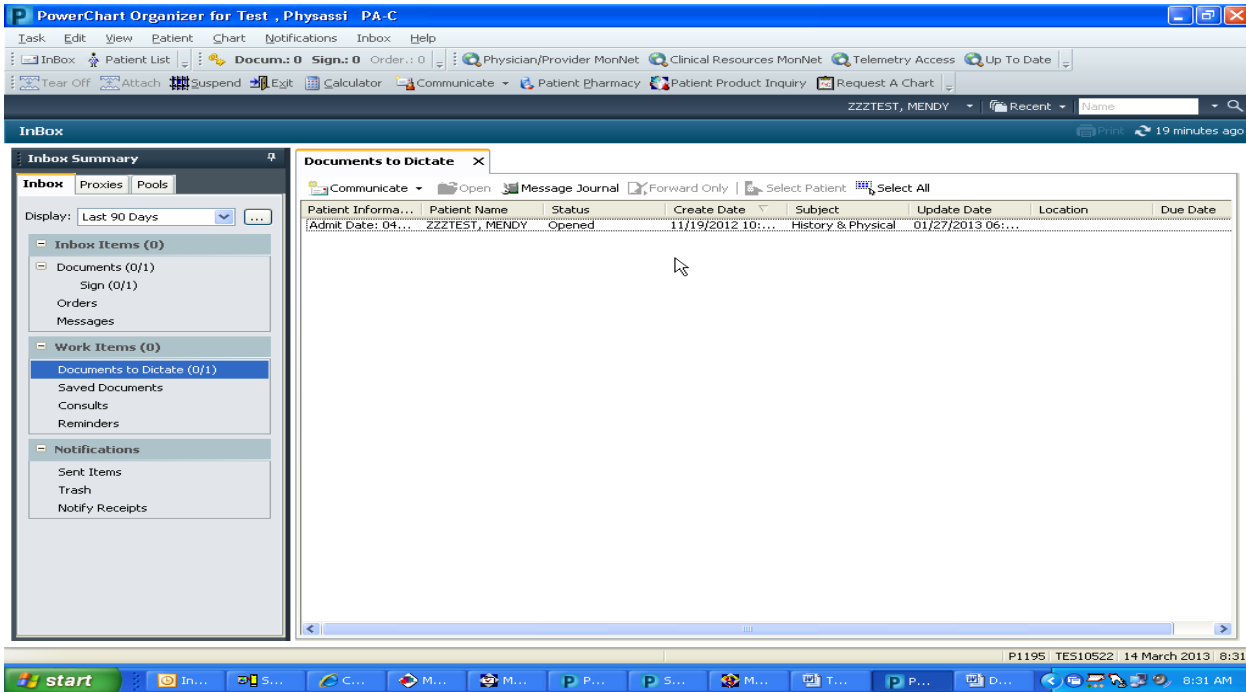 PowerChart Organizer for Test , Physassi PA-C
Task Edit View Patient Chart Notifications Inbox Help
InBox Patient List Docum.: 0 Sign.: 0 Order.: 0 Physician/Provider MonNet Clinical Resources MonNet Telemetry Access Up To Date
Tear Off Attach Suspend Exit Calculator Communicate Patient Pharmacy Patient Product Inquiry Request A Chart
ZZZTEST, MENDY Recent Name
InBox Print 19 minutes ago
Inbox Summary
Inbox Proxies Pools
Display: Last 90 Days ...
Inbox Items (0)
Documents (0/1)
Sign (0/1)
Orders
Messages
Work Items (0)
Documents to Dictate (0/1)
Saved Documents
Consults
Reminders
Notifications
Sent Items
Trash
Notify Receipts
Documents to Dictate
Communicate Open Message Journal Forward Only Select Patient Select All
Patient Informa... Patient Name Status Create Date Subject Update Date Location Due Date
Admit Date: 04... ZZZTEST, MENDY Opened 11/19/2012 10:... History & Physical 01/27/2013 06:...
P1195 TES10522 14 March 2013 8:31
start In... S... C... M... M... P... S... M... T... P... D... 8:31 AM